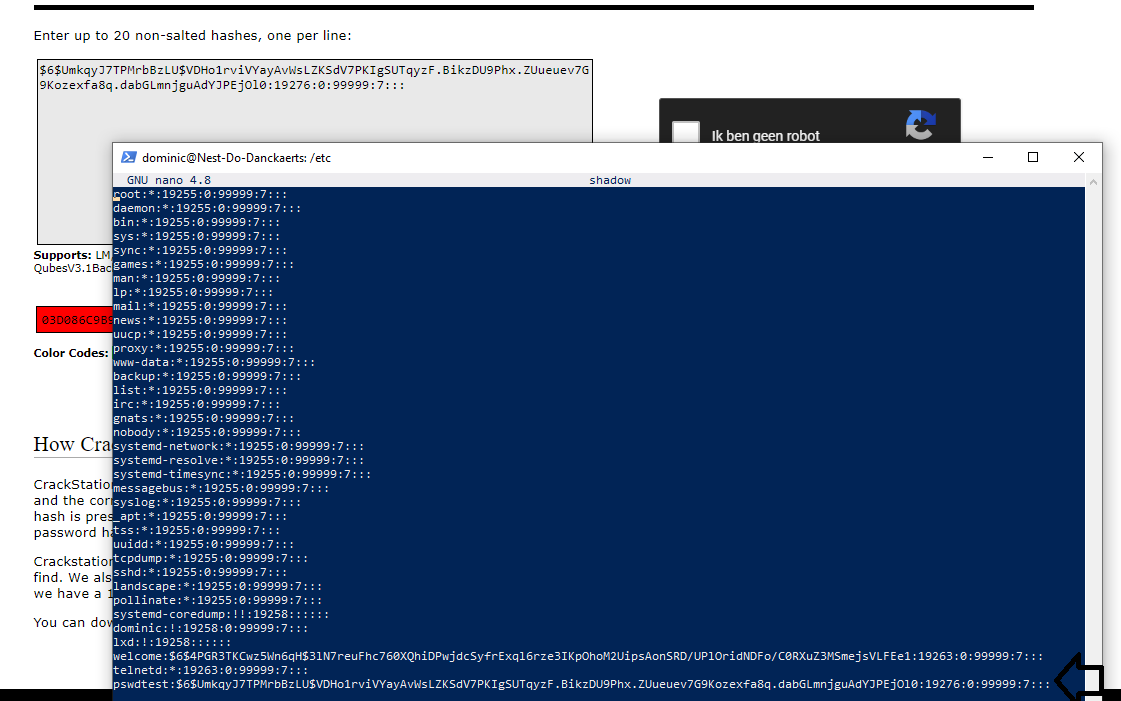 Enter up to 20 non-salted hashes, one per line:
$6$UmkqyJ7TPMrbBzLU$VDHo1rviVYayAvWsLZKSdV7PKIgSUTqyzF.BikzDU9Phx.ZUueuev7G
9Kozexfa8q.dabGLmnjguAdYJPEjOl0:19276:0:99999:7:::
Ik ben geen robot
dominic@Nest-Do-Danckaerts: /etc
GNU nano 4.8 shadow
root:*:19255:0:99999:7:::
daemon:*:19255:0:99999:7:::
bin:*:19255:0:99999:7:::
sys:*:19255:0:99999:7:::
sync:*:19255:0:99999:7:::
games:*:19255:0:99999:7:::
man:*:19255:0:99999:7:::
lp:*:19255:0:99999:7:::
mail:*:19255:0:99999:7:::
news:*:19255:0:99999:7:::
uucp:*:19255:0:99999:7:::
proxy:*:19255:0:99999:7:::
www-data:*:19255:0:99999:7:::
backup:*:19255:0:99999:7:::
list:*:19255:0:99999:7:::
irc:*:19255:0:99999:7:::
gnats:*:19255:0:99999:7:::
nobody:*:19255:0:99999:7:::
systemd-network:*:19255:0:99999:7:::
systemd-resolve:*:19255:0:99999:7:::
systemd-timesync:*:19255:0:99999:7:::
messagebus:*:19255:0:99999:7:::
syslog:*:19255:0:99999:7:::
_apt:*:19255:0:99999:7:::
tss:*:19255:0:99999:7:::
uuidd:*:19255:0:99999:7:::
tcpdump:*:19255:0:99999:7:::
sshd:*:19255:0:99999:7:::
landscape:*:19255:0:99999:7:::
pollinate:*:19255:0:99999:7:::
systemd-coredump:!!:19258::::::
dominic:!:19258:0:99999:7:::
lxd:!:19258::::::
welcome:$6$4PGR3TKCwz5Wn6qH$3lN7reuFhc760XQhiDPwjdcSyfrExql6rze3IKpOhoM2UipsAonSRD/UPlOridNDFo/C0RXuZ3MSmejsVLFEe1:19263:0:99999:7:::
telnetd:*:19263:0:99999:7:::
pswdtest:$6$UmkqyJ7TPMrbBzLU$VDHo1rviVYayAvWsLZKSdV7PKIgSUTqyzF.BikzDU9Phx.ZUueuev7G9Kozexfa8q.dabGLmnjguAdYJPEjOl0:19276:0:99999:7:::
Supports: LM
QubesV3.1Bac
03D086C9B9
Color Codes:
How Cra
CrackStatio
and the cor
hash is pres
password ha
Crackstation
find. We als
we have a 1
You can dow